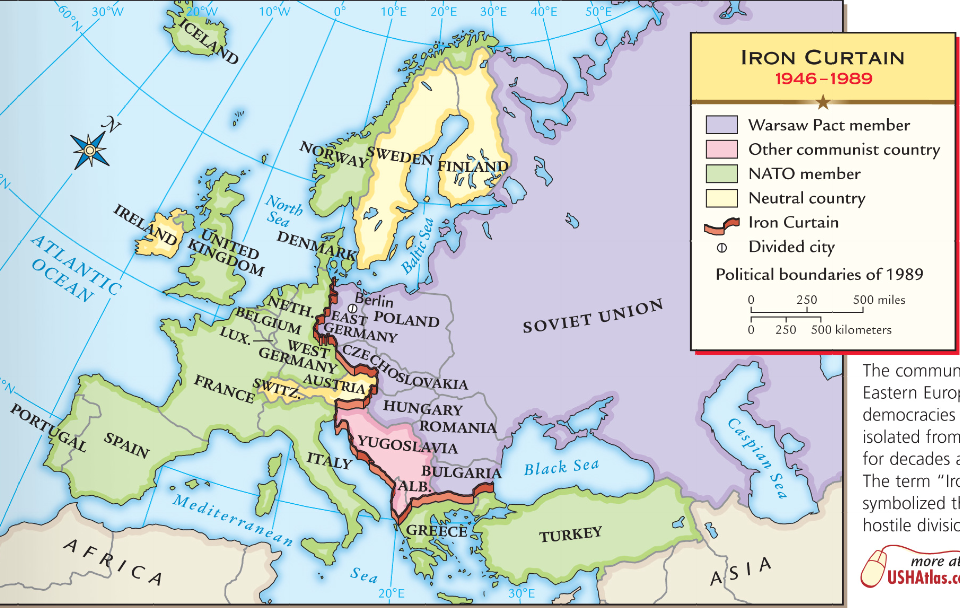 60°N
30°W
20°W
10°W
0°
10°E
20°E
30°E
40°E
50°E
ICELAND
N
IRON CURTAIN
1946–1989
Warsaw Pact member
Other communist country
NATO member
Neutral country
Iron Curtain
Divided city
Political boundaries of 1989
0 250 500 miles
0 250 500 kilometers
NORWAY
SWEDEN
FINLAND
North
Sea
IRELAND
UNITED
KINGDOM
DENMARK
Baltic Sea
ATLANTIC
OCEAN
NETH.
BELGIUM
LUX.
Berlin
EAST
GERMANY
POLAND
SOVIET UNION
WEST
GERMANY
CZECHOSLOVAKIA
FRANCE
SWITZ.
AUSTRIA
HUNGARY
ROMANIA
PORTUGAL
SPAIN
ITALY
YUGOSLAVIA
BULGARIA
ALB.
Black Sea
Caspian Sea
Mediterranean
Sea
GREECE
TURKEY
AFRICA
ASIA
20°E
30°E
The commun
Eastern Europ
democracies
isolated from
for decades a
The term “Iro
symbolized th
hostile divisio
more at
USHAtlas.co